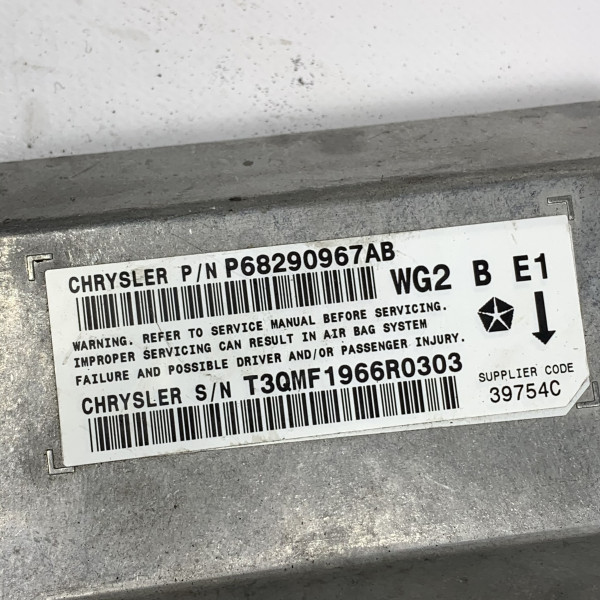 CHRYSLER P/N P68290967AB
WG2 B E1
WARNING. REFER TO SERVICE MANUAL BEFORE SERVICING.
IMPROPER SERVICING CAN RESULT IN AIR BAG SYSTEM
FAILURE AND POSSIBLE DRIVER AND/OR PASSENGER INJURY.
CHRYSLER S/N T3QMF1966R0303
SUPPLIER CODE
39754C